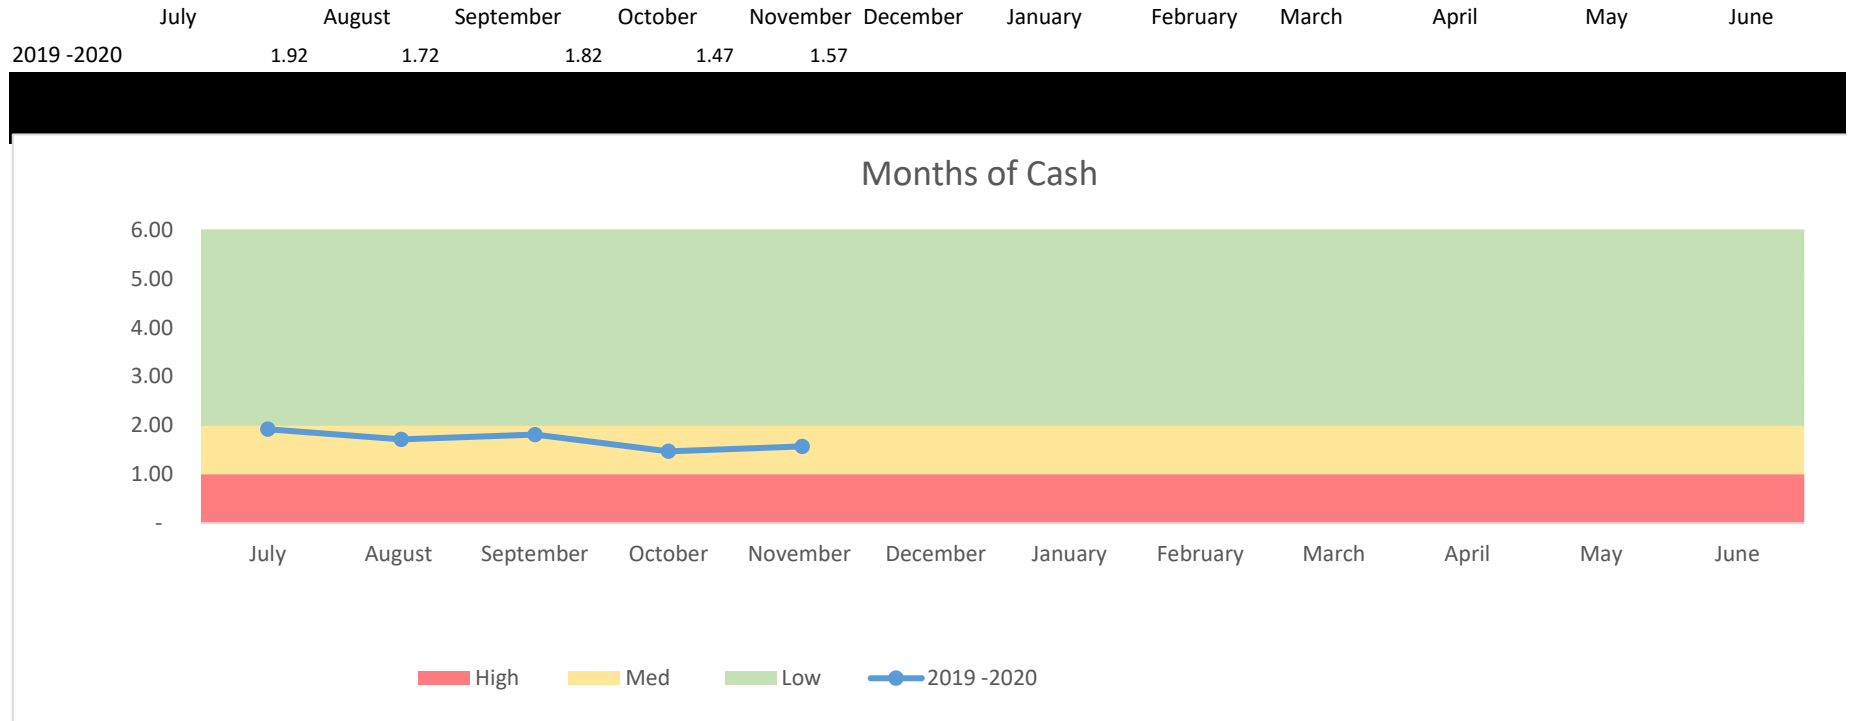 July August September October November December January February March April May June
2019 -2020 1.92 1.72 1.82 1.47 1.57
Months of Cash
6.00
5.00
4.00
3.00
2.00
1.00
-
July August September October November December January February March April May June
High Med Low 2019 -2020